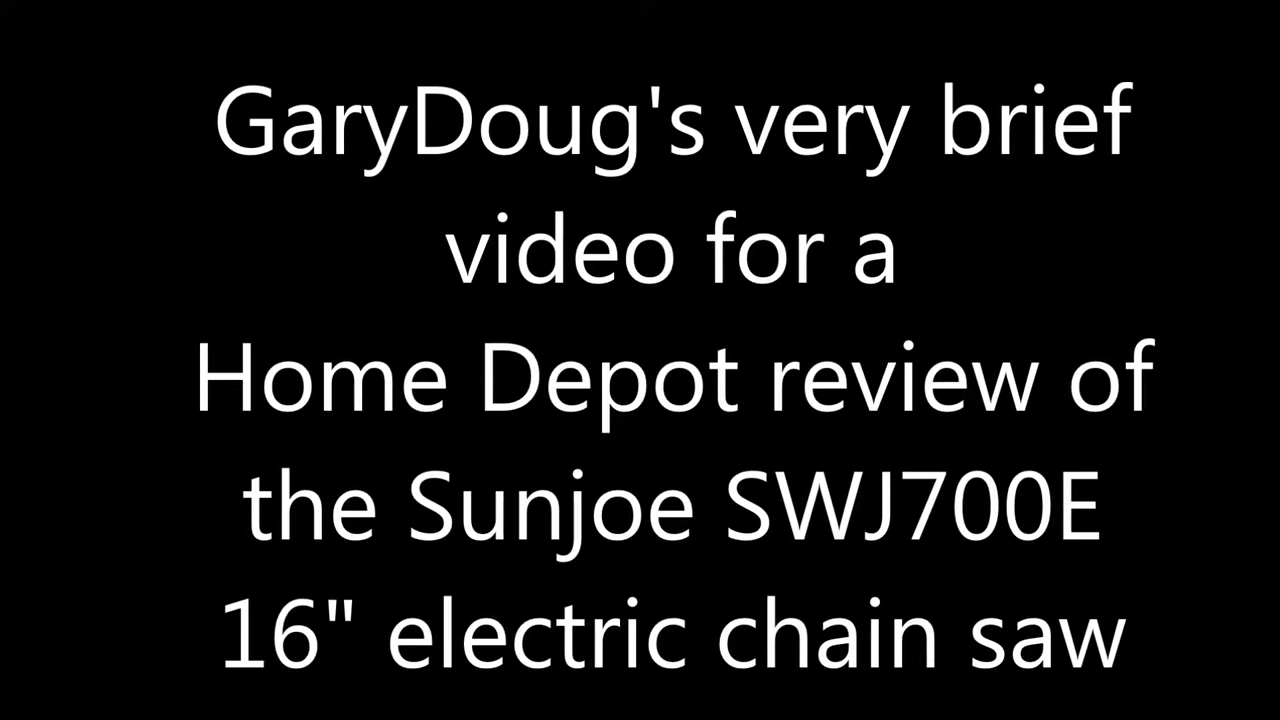 GaryDoug's very brief
video for a
Home Depot review of
the Sunjoe SWJ700E
16" electric chain saw